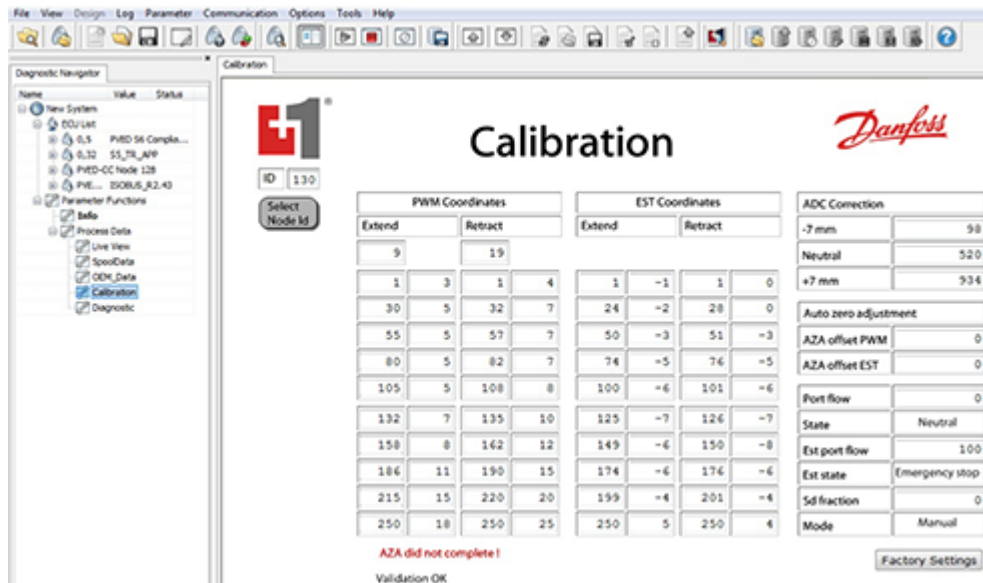 File View Design Log Parameter Communication Options Tools Help
Diagnostic Navigator
Name Value Status
New System
ECU List
0,5 PVED S6 Complia...
0,32 S5_TR_APP
PVED-CC Node 128
PVE... ISOBUS_R2.43
Parameter Functions
Info
Process Data
Live View
SpoolData
OEM_Data
Calibration
Diagnostic
Calibration
+1®
Calibration
Danfoss
ID 130
Select
Node Id
PWM Coordinates
Extend Retract
9 19
1 3 1 4
30 5 32 7
55 5 57 7
80 5 82 7
105 5 108 8
132 7 135 10
158 8 162 12
186 11 190 15
215 15 220 20
250 18 250 25
EST Coordinates
Extend Retract
1 -1 1 0
24 -2 28 0
50 -3 51 -3
74 -5 76 -5
100 -6 101 -6
125 -7 126 -7
149 -6 150 -8
174 -6 176 -6
199 -4 201 -4
250 5 250 4
ADC Correction
-7 mm 98
Neutral 520
+7 mm 934
Auto zero adjustment
AZA offset PWM 0
AZA offset EST 0
Port flow 0
State Neutral
Est port flow 100
Est state Emergency stop
Sd fraction 0
Mode Manual
AZA did not complete !
Validation OK
Factory Settings